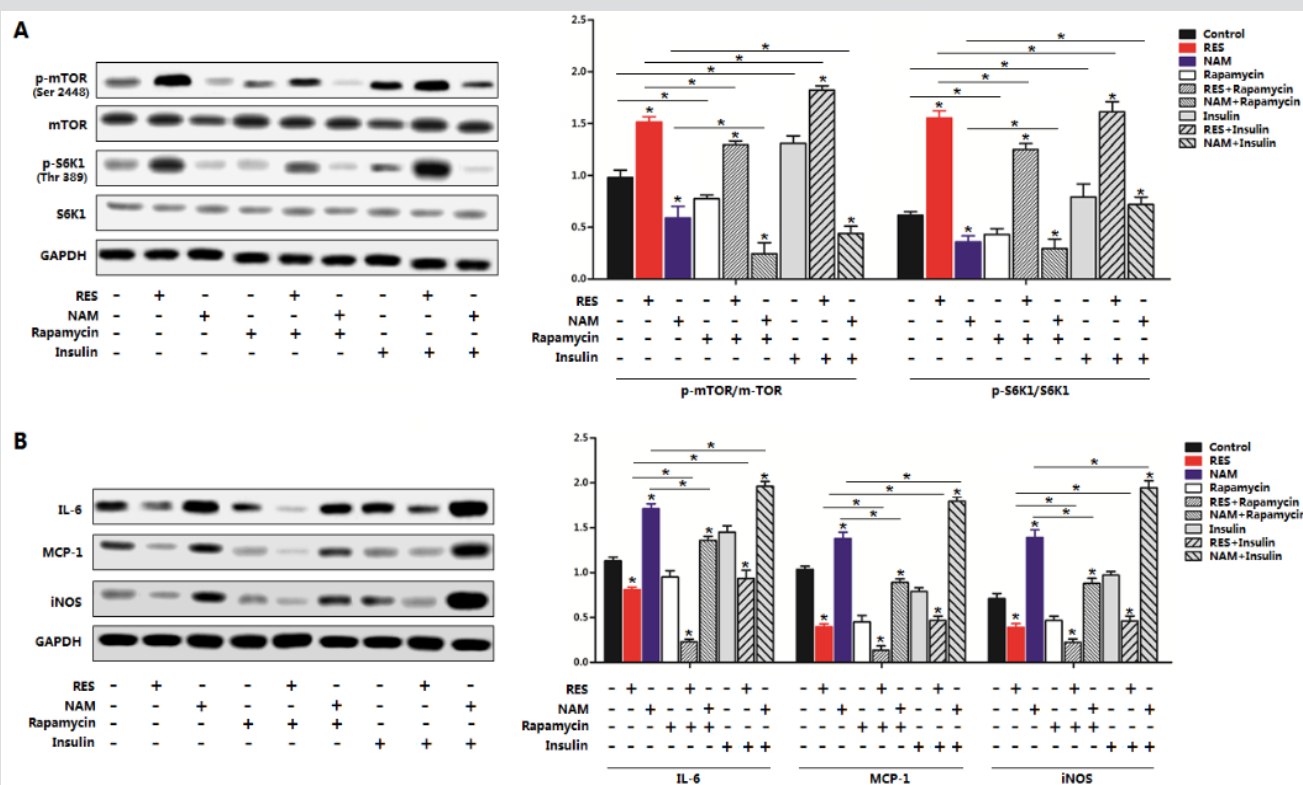 A
p-mTOR
(Ser 2448)
mTOR
p-S6K1
(Thr 389)
S6K1
GAPDH
RES - + - - + - - + -
NAM - - + - - + - - +
Rapamycin - - - + + + - - -
Insulin - - - - - - + + +
2.5
2.0
1.5
1.0
0.5
0.0
* * * * * * * * * * * *
* * * * * * * * * * * *
Control
RES
NAM
Rapamycin
RES+Rapamycin
NAM+Rapamycin
Insulin
RES+Insulin
NAM+Insulin
RES - + - - + - - + - - + - - + - - + -
NAM - - + - - + - - + - - + - - + - - +
Rapamycin - - - + + + - - - - - - + + + - - -
Insulin - - - - - - + + + - - - - - - + + +
p-mTOR/m-TOR p-S6K1/S6K1
B
IL-6
MCP-1
iNOS
GAPDH
RES - + - - + - - + -
NAM - - + - - + - - +
Rapamycin - - - + + + - - -
Insulin - - - - - - + + +
2.5
2.0
1.5
1.0
0.5
0.0
* * * * * * * * * *
* * * * * * * * * *
* * * * * * * * * *
Control
RES
NAM
Rapamycin
RES+Rapamycin
NAM+Rapamycin
Insulin
RES+Insulin
NAM+Insulin
RES - + - - + - - + - - + - - + - - + - - + - - + - - + -
NAM - - + - - + - - + - - + - - + - - + - - + - - + - - +
Rapamycin - - - + + + - - - - - - + + + - - - - - - + + + - - -
Insulin - - - - - - + + + - - - - - - + + + - - - - - - + + +
IL-6 MCP-1 iNOS